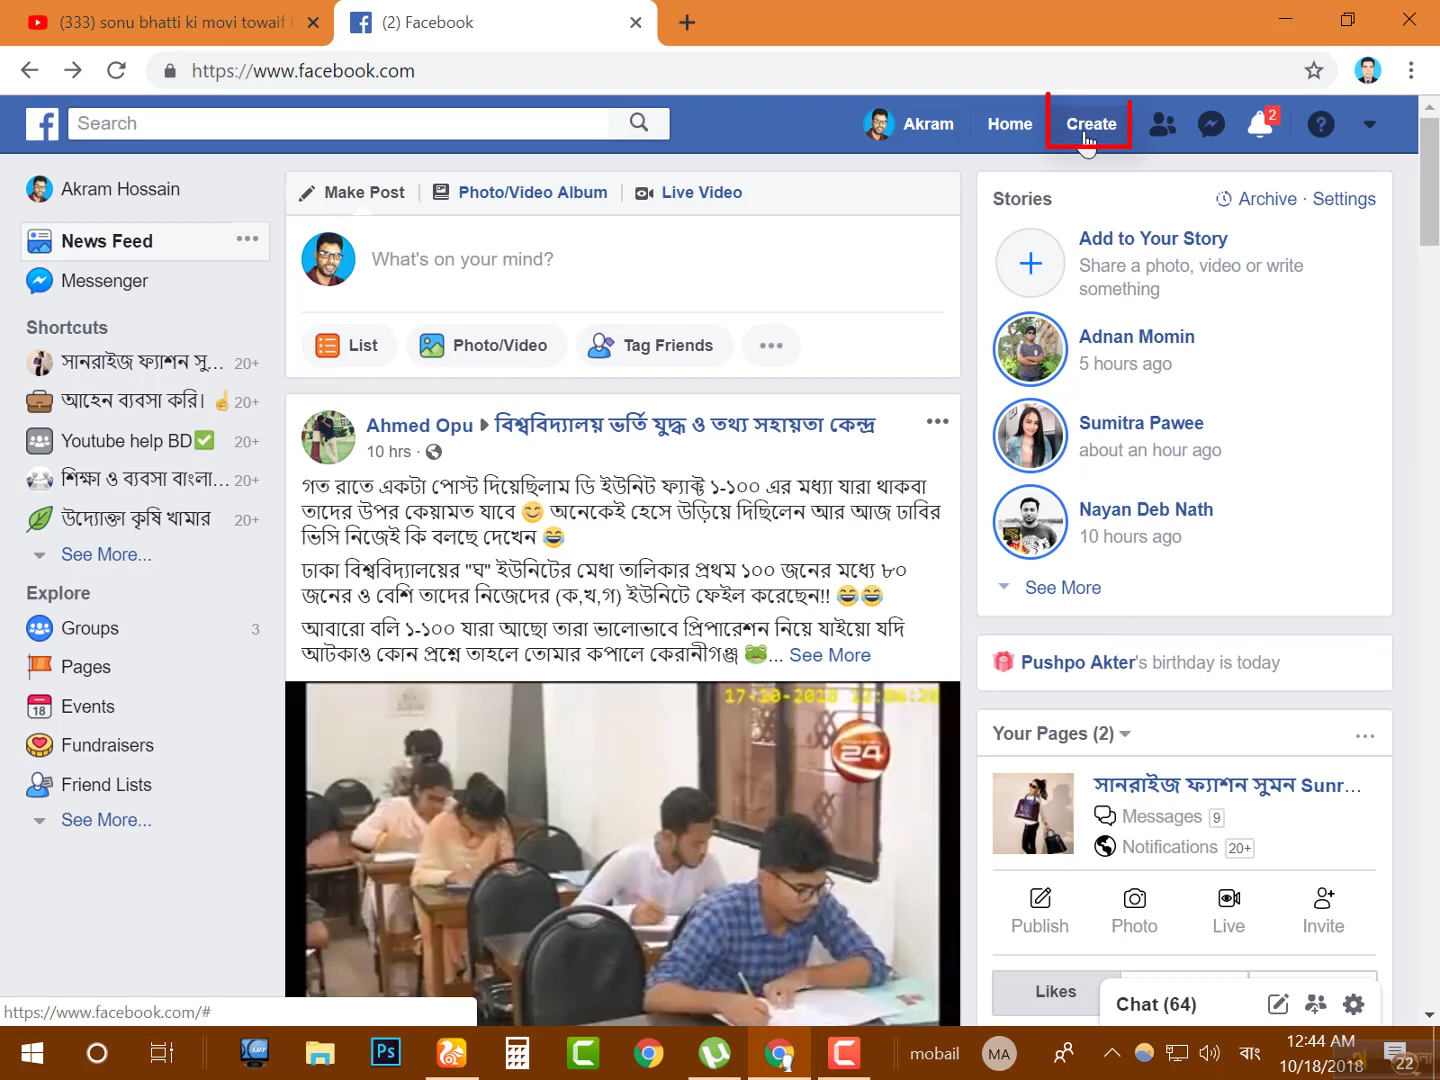 (333) sonu bhatti ki movi towaif
(2) Facebook
https://www.facebook.com
Search
Akram
Home
Create
2
Akram Hossain
News Feed
Messenger
Shortcuts
সানরাইজ ফ্যাশন সু... 20+
আহেন ব্যবসা করি। 20+
Youtube help BD 20+
শিক্ষা ও ব্যবসা বাংলা... 20+
উদ্যোক্তা কৃষি খামার 20+
See More...
Explore
Groups 3
Pages
18 Events
Fundraisers
Friend Lists
See More...
Make Post
Photo/Video Album
Live Video
What's on your mind?
List
Photo/Video
Tag Friends
Ahmed Opu ▶ বিশ্ববিদ্যালয় ভর্তি যুদ্ধ ও তথ্য সহায়তা কেন্দ্র
10 hrs ·
গত রাতে একটা পোস্ট দিয়েছিলাম ডি ইউনিট ফ্যাক্ট ১-১০০ এর মধ্যা যারা থাকবা
তাদের উপর কেয়ামত যাবে 😊 অনেকেই হেসে উড়িয়ে দিছিলেন আর আজ ঢাবির
ভিসি নিজেই কি বলছে দেখেন 😂
ঢাকা বিশ্ববিদ্যালয়ের "ঘ" ইউনিটের মেধা তালিকার প্রথম ১০০ জনের মধ্যে ৮০
জনের ও বেশি তাদের নিজেদের (ক,খ,গ) ইউনিটে ফেইল করেছেন!! 😂😂
আবারো বলি ১-১০০ যারা আছো তারা ভালোভাবে প্রিপারেশন নিয়ে যাইয়ো যদি
আটকাও কোন প্রশ্নে তাহলে তোমার কপালে কেরানীগঞ্জ 🐸... See More
17-10-2018
24
Stories
Archive · Settings
Add to Your Story
Share a photo, video or write
something
Adnan Momin
5 hours ago
Sumitra Pawee
about an hour ago
Nayan Deb Nath
10 hours ago
See More
Pushpo Akter's birthday is today
Your Pages (2)
সানরাইজ ফ্যাশন সুমন Sunr...
Messages 9
Notifications 20+
Publish
Photo
Live
Invite
Likes
Chat (64)
https://www.facebook.com/#
Ps
mobail
MA
বাং
12:44 AM
10/18/2018
22